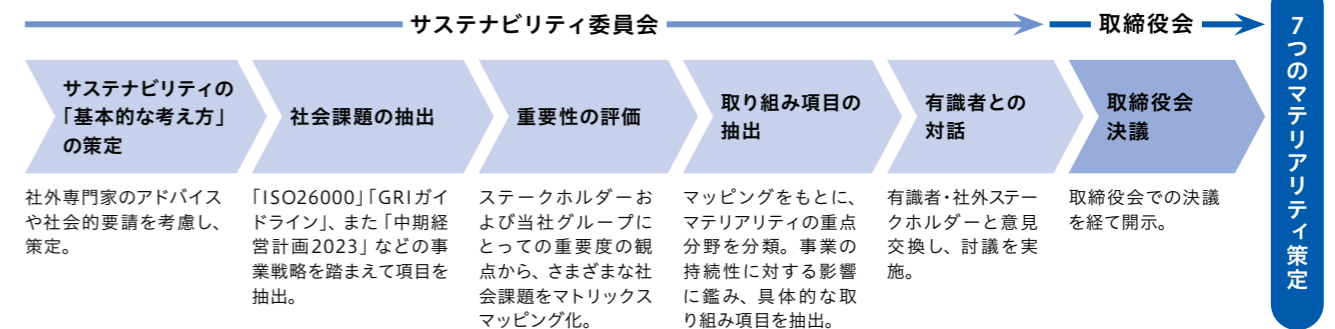 サステナビリティ委員会
取締役会
サステナビリティの
「基本的な考え方」
の策定
社外専門家のアドバイス
や社会的要請を考慮し、
策定。
社会課題の抽出
「ISO26000」「GRIガイ
ドライン」、また「中期経
営計画2023」などの事
業戦略を踏まえて項目を
抽出。
重要性の評価
ステークホルダーお
よび当社グループに
とっての重要度の観
点から、さまざまな社
会課題をマトリックス
マッピング化。
取り組み項目の
抽出
マッピングをもとに、
マテリアリティの重点
分野を分類。事業の
持続性に対する影響
に鑑み、具体的な取
り組み項目を抽出。
有識者との
対話
有識者・社外ステー
クホルダーと意見
交換し、討議を実
施。
取締役会
決議
取締役会での決議
を経て開示。
7つのマテリアリティ策定